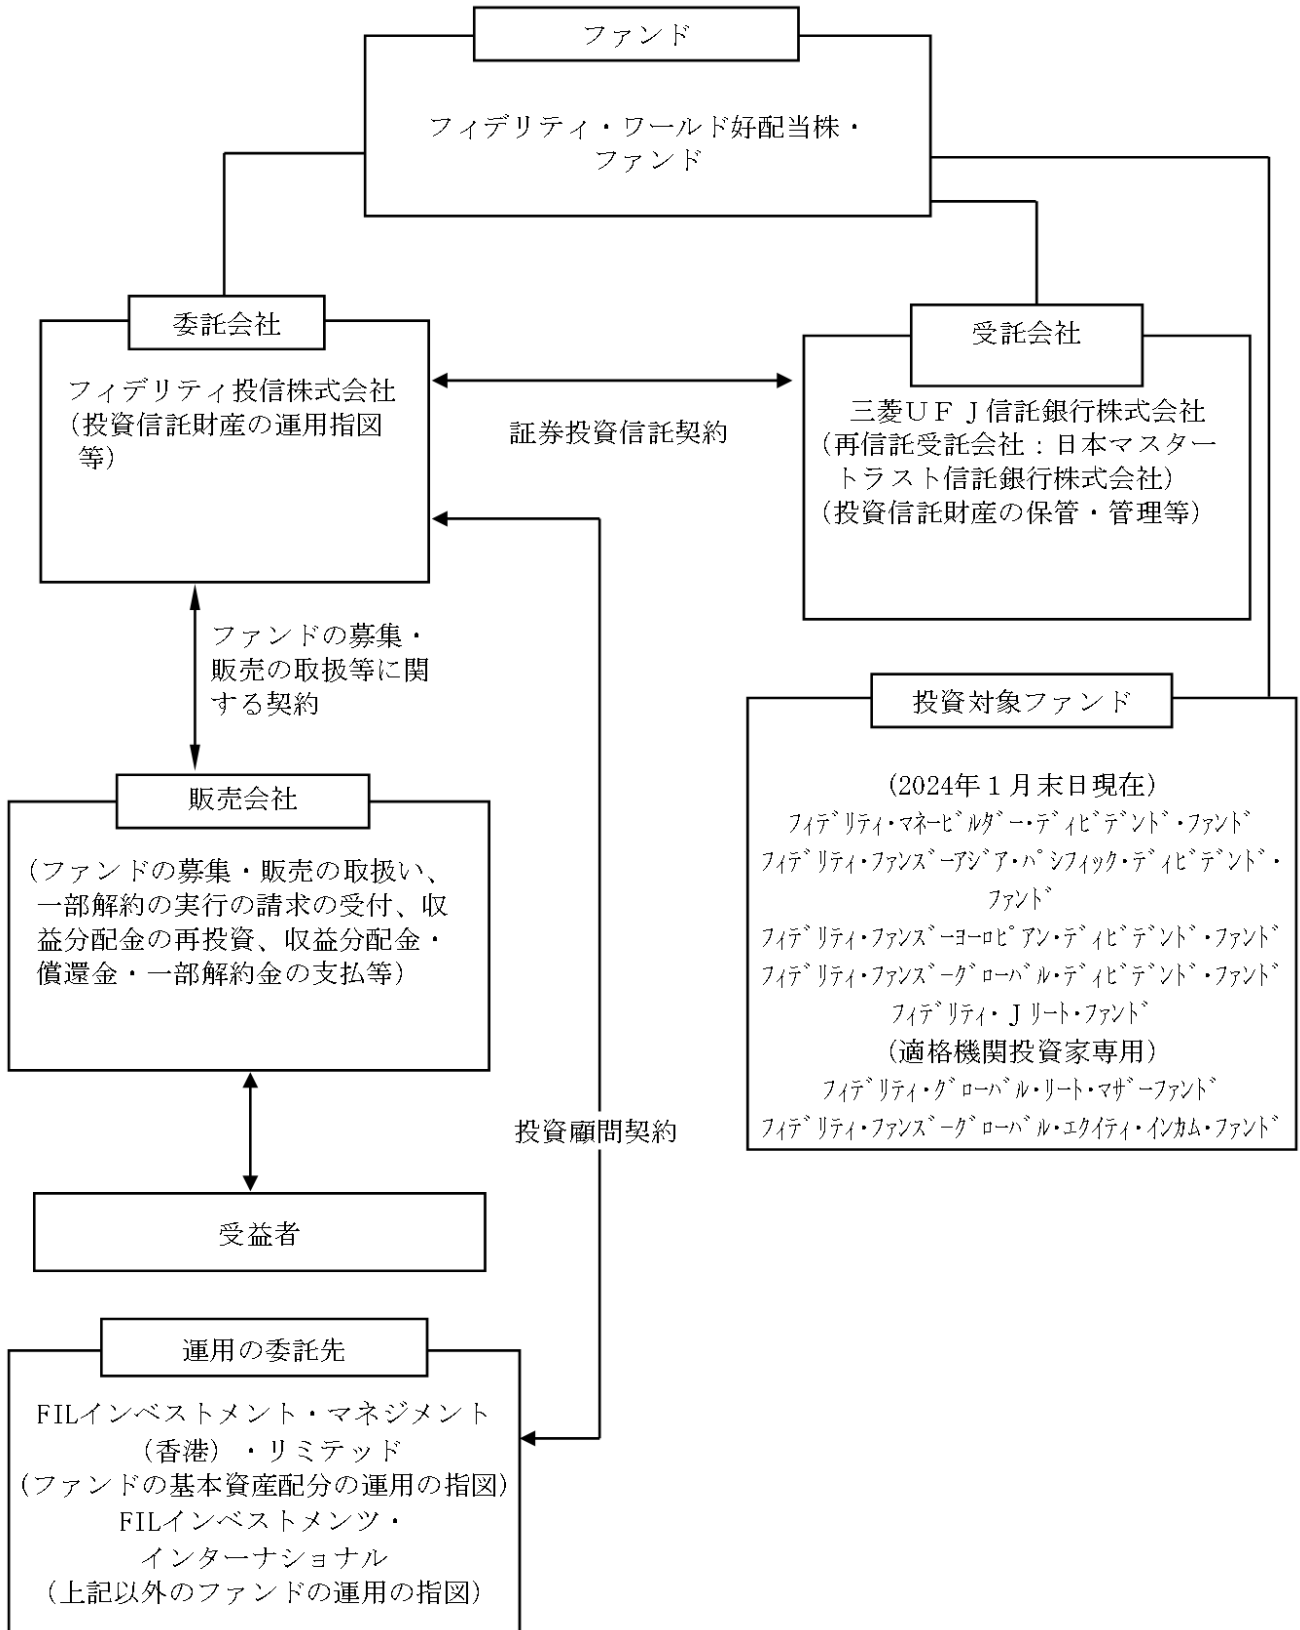 ファンド
フィデリティ・ワールド好配当株・
ファンド
委託会社
フィデリティ投信株式会社
(投資信託財産の運用指図
等)
証券投資信託契約
受託会社
三菱ＵＦＪ信託銀行株式会社
(再信託受託会社：日本マスター
トラスト信託銀行株式会社)
(投資信託財産の保管・管理等)
ファンドの募集・
販売の取扱等に関
する契約
販売会社
(ファンドの募集・販売の取扱い、
一部解約の実行の請求の受付、収
益分配金の再投資、収益分配金・
償還金・一部解約金の支払等)
投資対象ファンド
(2024年１月末日現在)
ﾌｨﾃﾞﾘﾃｨ･ﾏﾈｰﾋﾞﾙﾀﾞｰ･ﾃﾞｨﾋﾞﾃﾞﾝﾄﾞ･ﾌｧﾝﾄﾞ
ﾌｨﾃﾞﾘﾃｨ･ﾌｧﾝｽﾞｰｱｼﾞｱ･ﾊﾟｼﾌｨｯｸ･ﾃﾞｨﾋﾞﾃﾞﾝﾄﾞ･
ﾌｧﾝﾄﾞ
ﾌｨﾃﾞﾘﾃｨ･ﾌｧﾝｽﾞｰﾖｰﾛﾋﾟｱﾝ･ﾃﾞｨﾋﾞﾃﾞﾝﾄﾞ･ﾌｧﾝﾄﾞ
ﾌｨﾃﾞﾘﾃｨ･ﾌｧﾝｽﾞｰｸﾞﾛｰﾊﾞﾙ･ﾃﾞｨﾋﾞﾃﾞﾝﾄﾞ･ﾌｧﾝﾄﾞ
ﾌｨﾃﾞﾘﾃｨ･Ｊﾘｰﾄ･ﾌｧﾝﾄﾞ
(適格機関投資家専用)
ﾌｨﾃﾞﾘﾃｨ･ｸﾞﾛｰﾊﾞﾙ･ﾘｰﾄ･ﾏｻﾞｰﾌｧﾝﾄﾞ
ﾌｨﾃﾞﾘﾃｨ･ﾌｧﾝｽﾞｰｸﾞﾛｰﾊﾞﾙ･ｴｸｲﾃｨ･ｲﾝｶﾑ･ﾌｧﾝﾄﾞ
投資顧問契約
受益者
運用の委託先
FILインベストメント・マネジメント
(香港)・リミテッド
(ファンドの基本資産配分の運用の指図)
FILインベストメンツ・
インターナショナル
(上記以外のファンドの運用の指図)